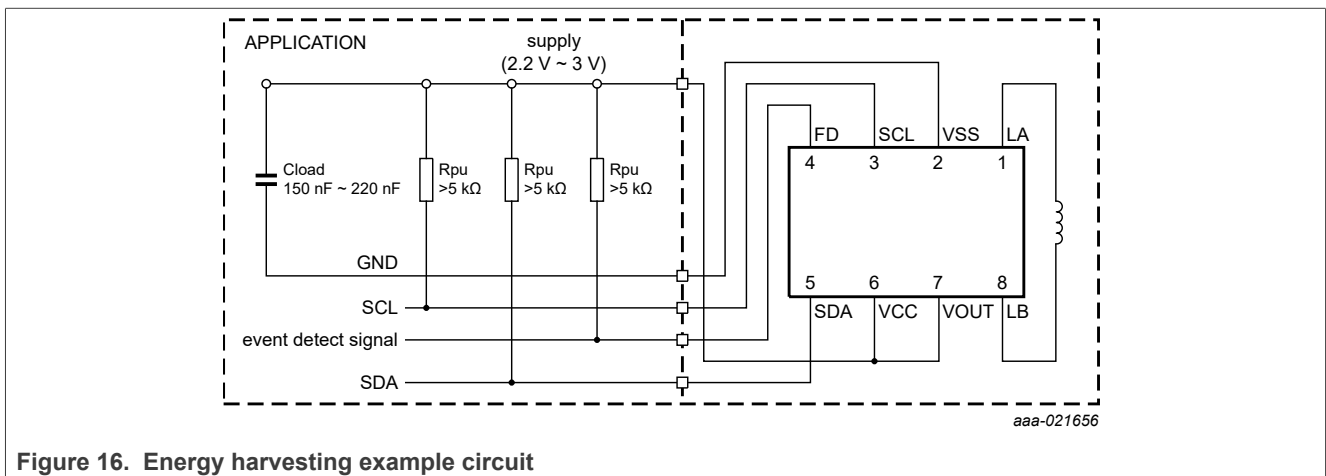 APPLICATION
supply
(2.2 V ~ 3 V)
Cload
150 nF ~ 220 nF
Rpu
>5 kΩ
Rpu
>5 kΩ
Rpu
>5 kΩ
GND
SCL
event detect signal
SDA
FD SCL VSS LA
4 3 2 1
5 6 7 8
SDA VCC VOUT LB
aaa-021656
Figure 16. Energy harvesting example circuit